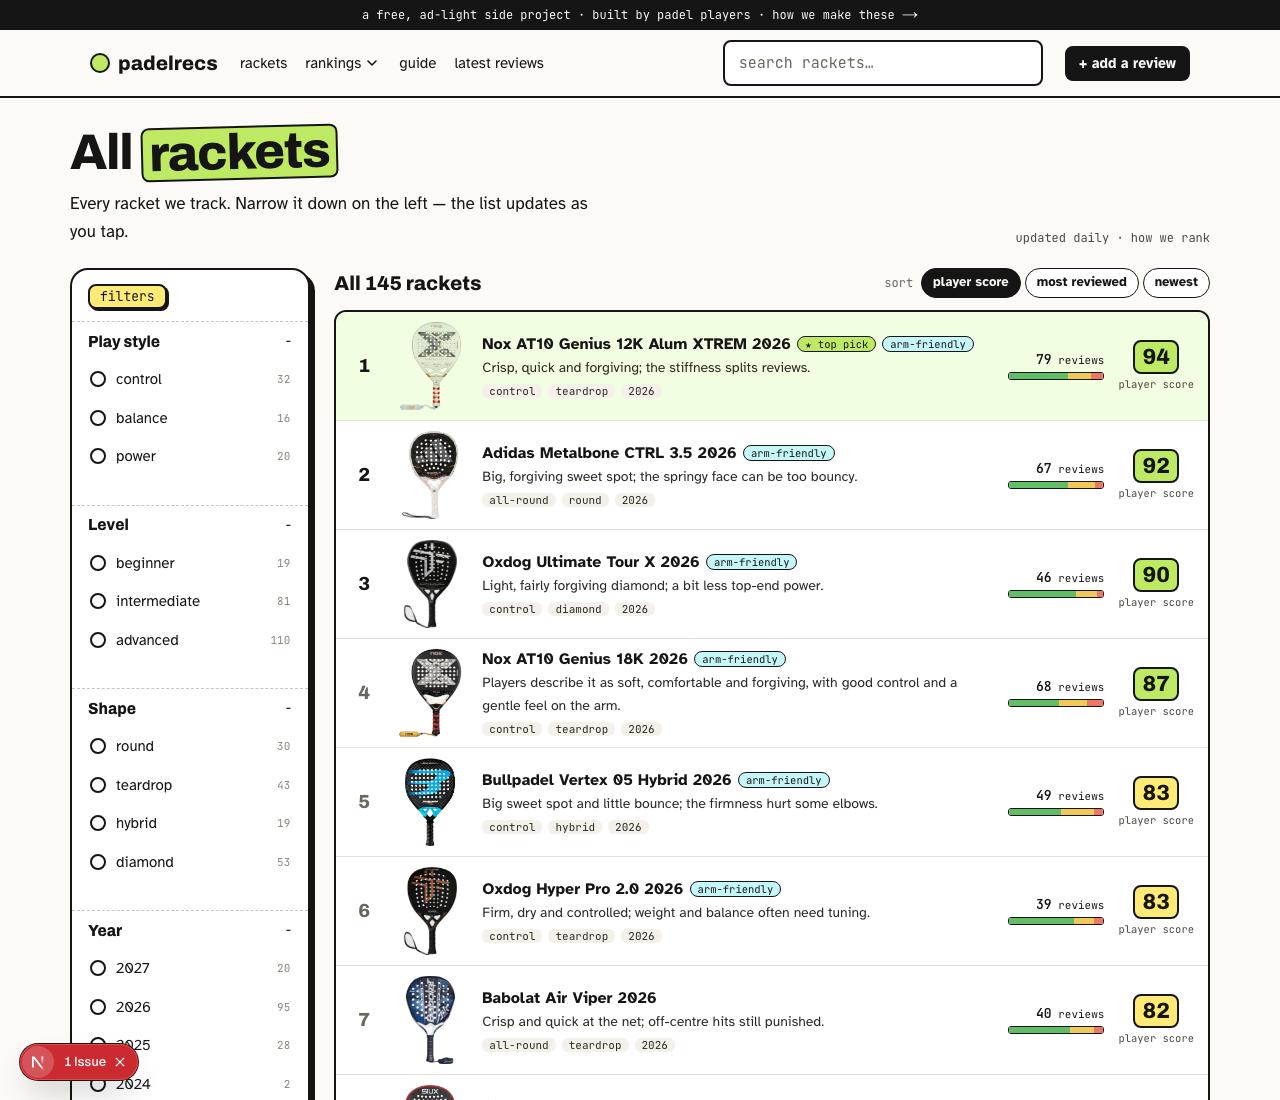 a free, ad-light side project · built by padel players · how we make these →
padelrecs
rackets
rankings
guide
latest reviews
search rackets…
+ add a review
All rackets
Every racket we track. Narrow it down on the left — the list updates as
you tap.
updated daily · how we rank
filters
Play style -
control 32
balance 16
power 20
Level -
beginner 19
intermediate 81
advanced 110
Shape -
round 30
teardrop 43
hybrid 19
diamond 53
Year -
2027 20
2026 95
2025 28
2024 2
1 Issue ×
All 145 rackets
sort
player score
most reviewed
newest
1
Nox AT10 Genius 12K Alum XTREM 2026 ★ top pick arm-friendly
Crisp, quick and forgiving; the stiffness splits reviews.
control teardrop 2026
79 reviews
94
player score
2
Adidas Metalbone CTRL 3.5 2026 arm-friendly
Big, forgiving sweet spot; the springy face can be too bouncy.
all-round round 2026
67 reviews
92
player score
3
Oxdog Ultimate Tour X 2026 arm-friendly
Light, fairly forgiving diamond; a bit less top-end power.
control diamond 2026
46 reviews
90
player score
4
Nox AT10 Genius 18K 2026 arm-friendly
Players describe it as soft, comfortable and forgiving, with good control and a
gentle feel on the arm.
control teardrop 2026
68 reviews
87
player score
5
Bullpadel Vertex 05 Hybrid 2026 arm-friendly
Big sweet spot and little bounce; the firmness hurt some elbows.
control hybrid 2026
49 reviews
83
player score
6
Oxdog Hyper Pro 2.0 2026 arm-friendly
Firm, dry and controlled; weight and balance often need tuning.
control teardrop 2026
39 reviews
83
player score
7
Babolat Air Viper 2026
Crisp and quick at the net; off-centre hits still punished.
all-round teardrop 2026
40 reviews
82
player score
SIUX